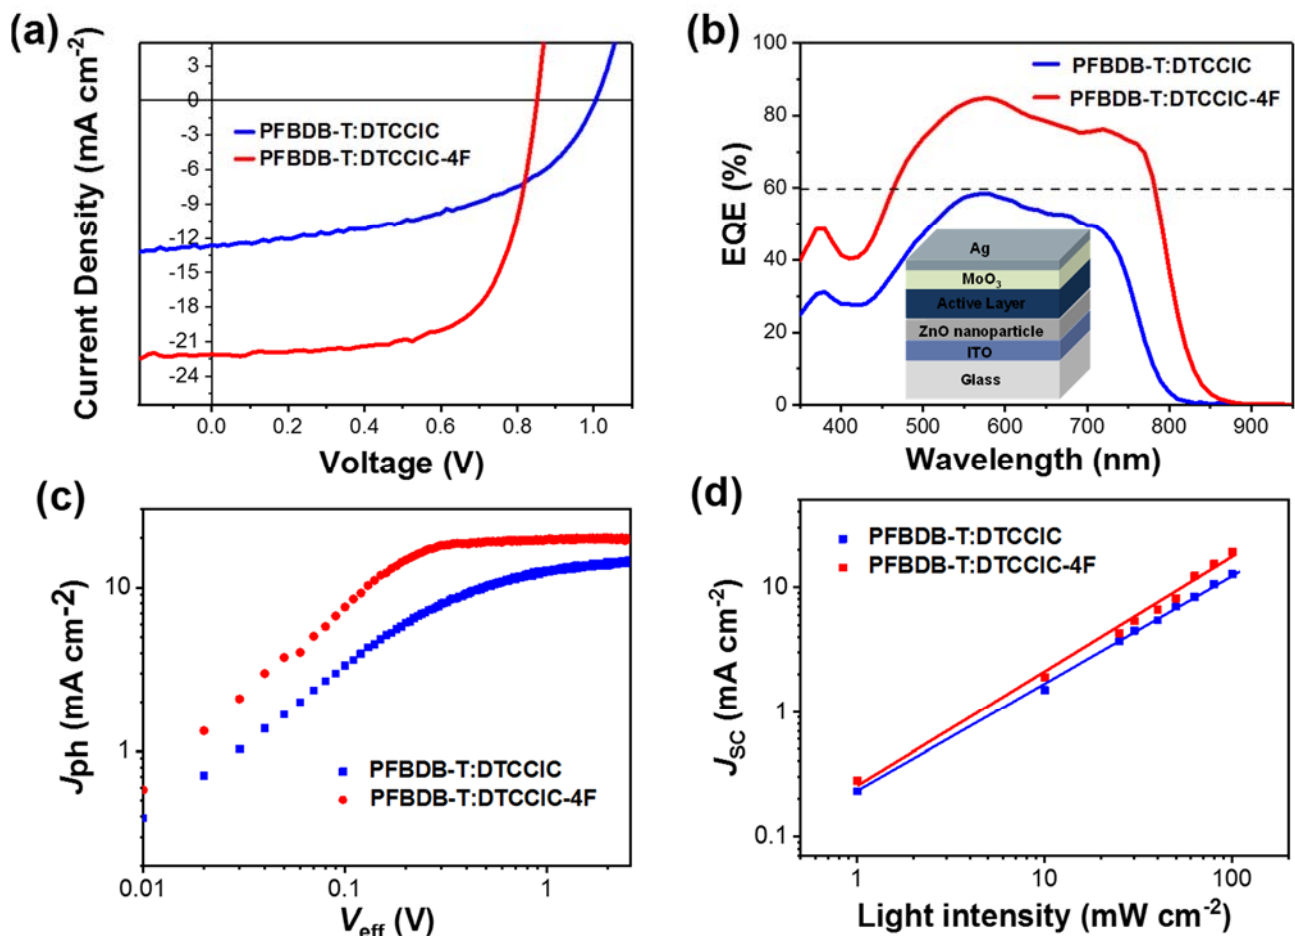 (a)
Current Density (mA cm⁻²)
3
0
-3
-6
-9
-12
-15
-18
-21
-24
PFBDB-T:DTCCIC
PFBDB-T:DTCCIC-4F
0.0 0.2 0.4 0.6 0.8 1.0
Voltage (V)
(b)
EQE (%)
100
80
60
40
20
0
PFBDB-T:DTCCIC
PFBDB-T:DTCCIC-4F
Ag
MoO₃
Active Layer
ZnO nanoparticle
ITO
Glass
400 500 600 700 800 900
Wavelength (nm)
(c)
Jph (mA cm-2)
10
1
PFBDB-T:DTCCIC
PFBDB-T:DTCCIC-4F
0.01 0.1 1
Veff (V)
(d)
JSC (mA cm⁻²)
10
1
0.1
PFBDB-T:DTCCIC
PFBDB-T:DTCCIC-4F
1 10 100
Light intensity (mW cm⁻²)